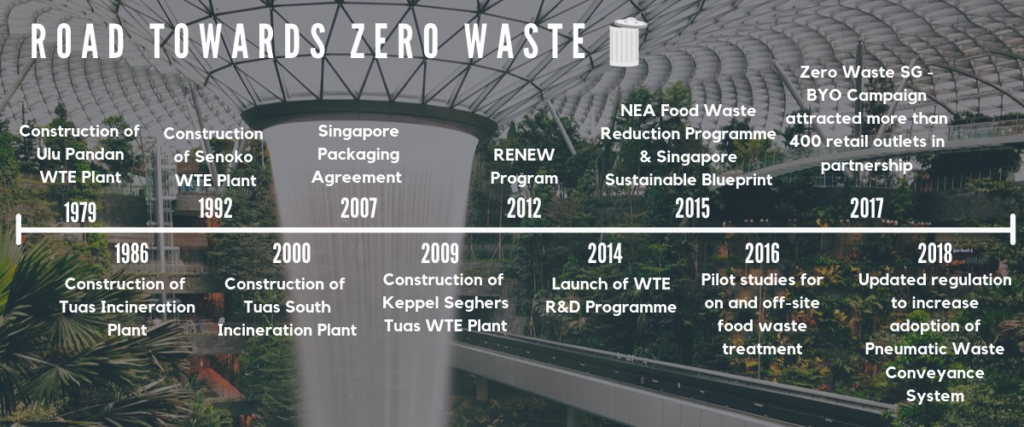 ROAD TOWARDS ZERO WASTE
Construction of
Ulu Pandan
WTE Plant
1979
Construction
of Senoko
WTE Plant
1992
Singapore
Packaging
Agreement
2007
RENEW
Program
2012
NEA Food Waste
Reduction Programme
& Singapore
Sustainable Blueprint
2015
Zero Waste SG -
BYO Campaign
attracted more than
400 retail outlets in
partnership
2017
1986
Construction of
Tuas Incineration
Plant
2000
Construction of
Tuas South
Incineration Plant
2009
Construction of
Keppel Seghers
Tuas WTE Plant
2014
Launch of WTE
R&D Programme
2016
Pilot studies for
on and off-site
food waste
treatment
2018
Updated regulation
to increase
adoption of
Pneumatic Waste
Conveyance
System